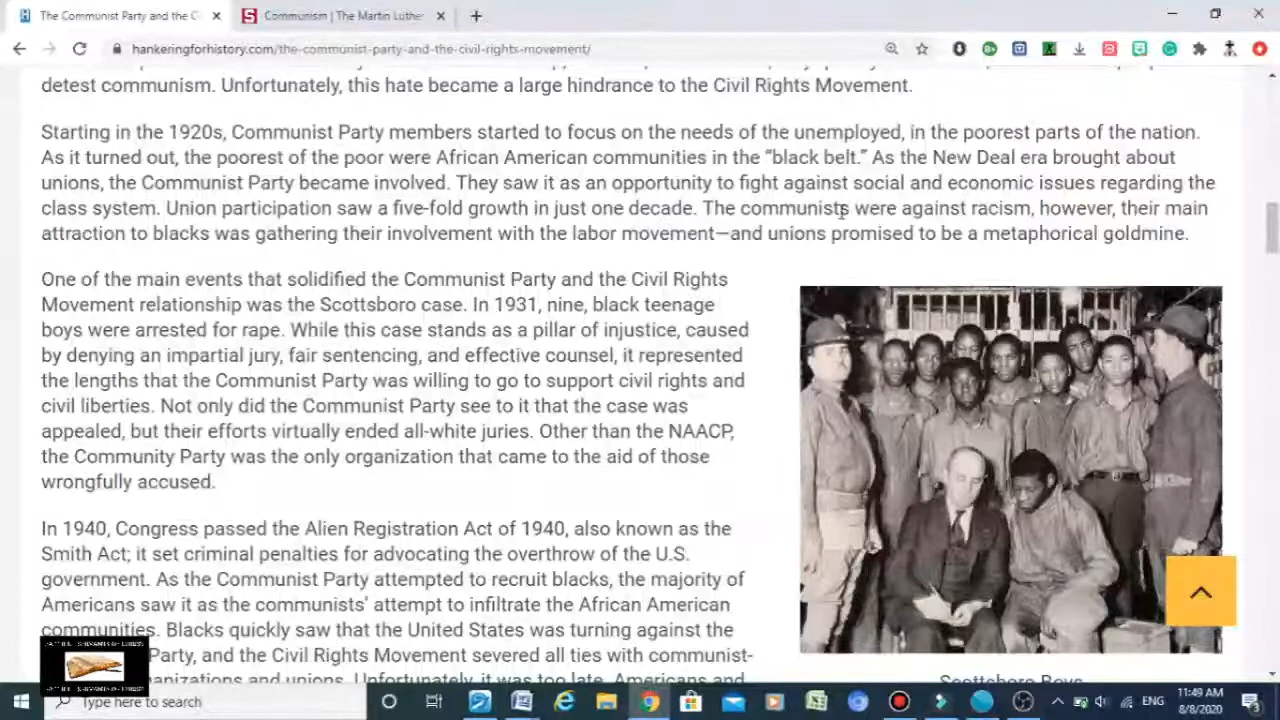 The Communist Party and the C
Communism | The Martin Luther
hankeringforhistory.com/the-communist-party-and-the-civil-rights-movement/
detest communism. Unfortunately, this hate became a large hindrance to the Civil Rights Movement.
Starting in the 1920s, Communist Party members started to focus on the needs of the unemployed, in the poorest parts of the nation.
As it turned out, the poorest of the poor were African American communities in the “black belt.” As the New Deal era brought about
unions, the Communist Party became involved. They saw it as an opportunity to fight against social and economic issues regarding the
class system. Union participation saw a five-fold growth in just one decade. The communists were against racism, however, their main
attraction to blacks was gathering their involvement with the labor movement—and unions promised to be a metaphorical goldmine.
One of the main events that solidified the Communist Party and the Civil Rights
Movement relationship was the Scottsboro case. In 1931, nine, black teenage
boys were arrested for rape. While this case stands as a pillar of injustice, caused
by denying an impartial jury, fair sentencing, and effective counsel, it represented
the lengths that the Communist Party was willing to go to support civil rights and
civil liberties. Not only did the Communist Party see to it that the case was
appealed, but their efforts virtually ended all-white juries. Other than the NAACP,
the Community Party was the only organization that came to the aid of those
wrongfully accused.
In 1940, Congress passed the Alien Registration Act of 1940, also known as the
Smith Act; it set criminal penalties for advocating the overthrow of the U.S.
government. As the Communist Party attempted to recruit blacks, the majority of
Americans saw it as the communists' attempt to infiltrate the African American
communities. Blacks quickly saw that the United States was turning against the
Party, and the Civil Rights Movement severed all ties with communist-
anizations and unions. Unfortunately, it was too late. Americans and
Scottsboro Boys
Type here to search
ENG
11:49 AM
8/8/2020